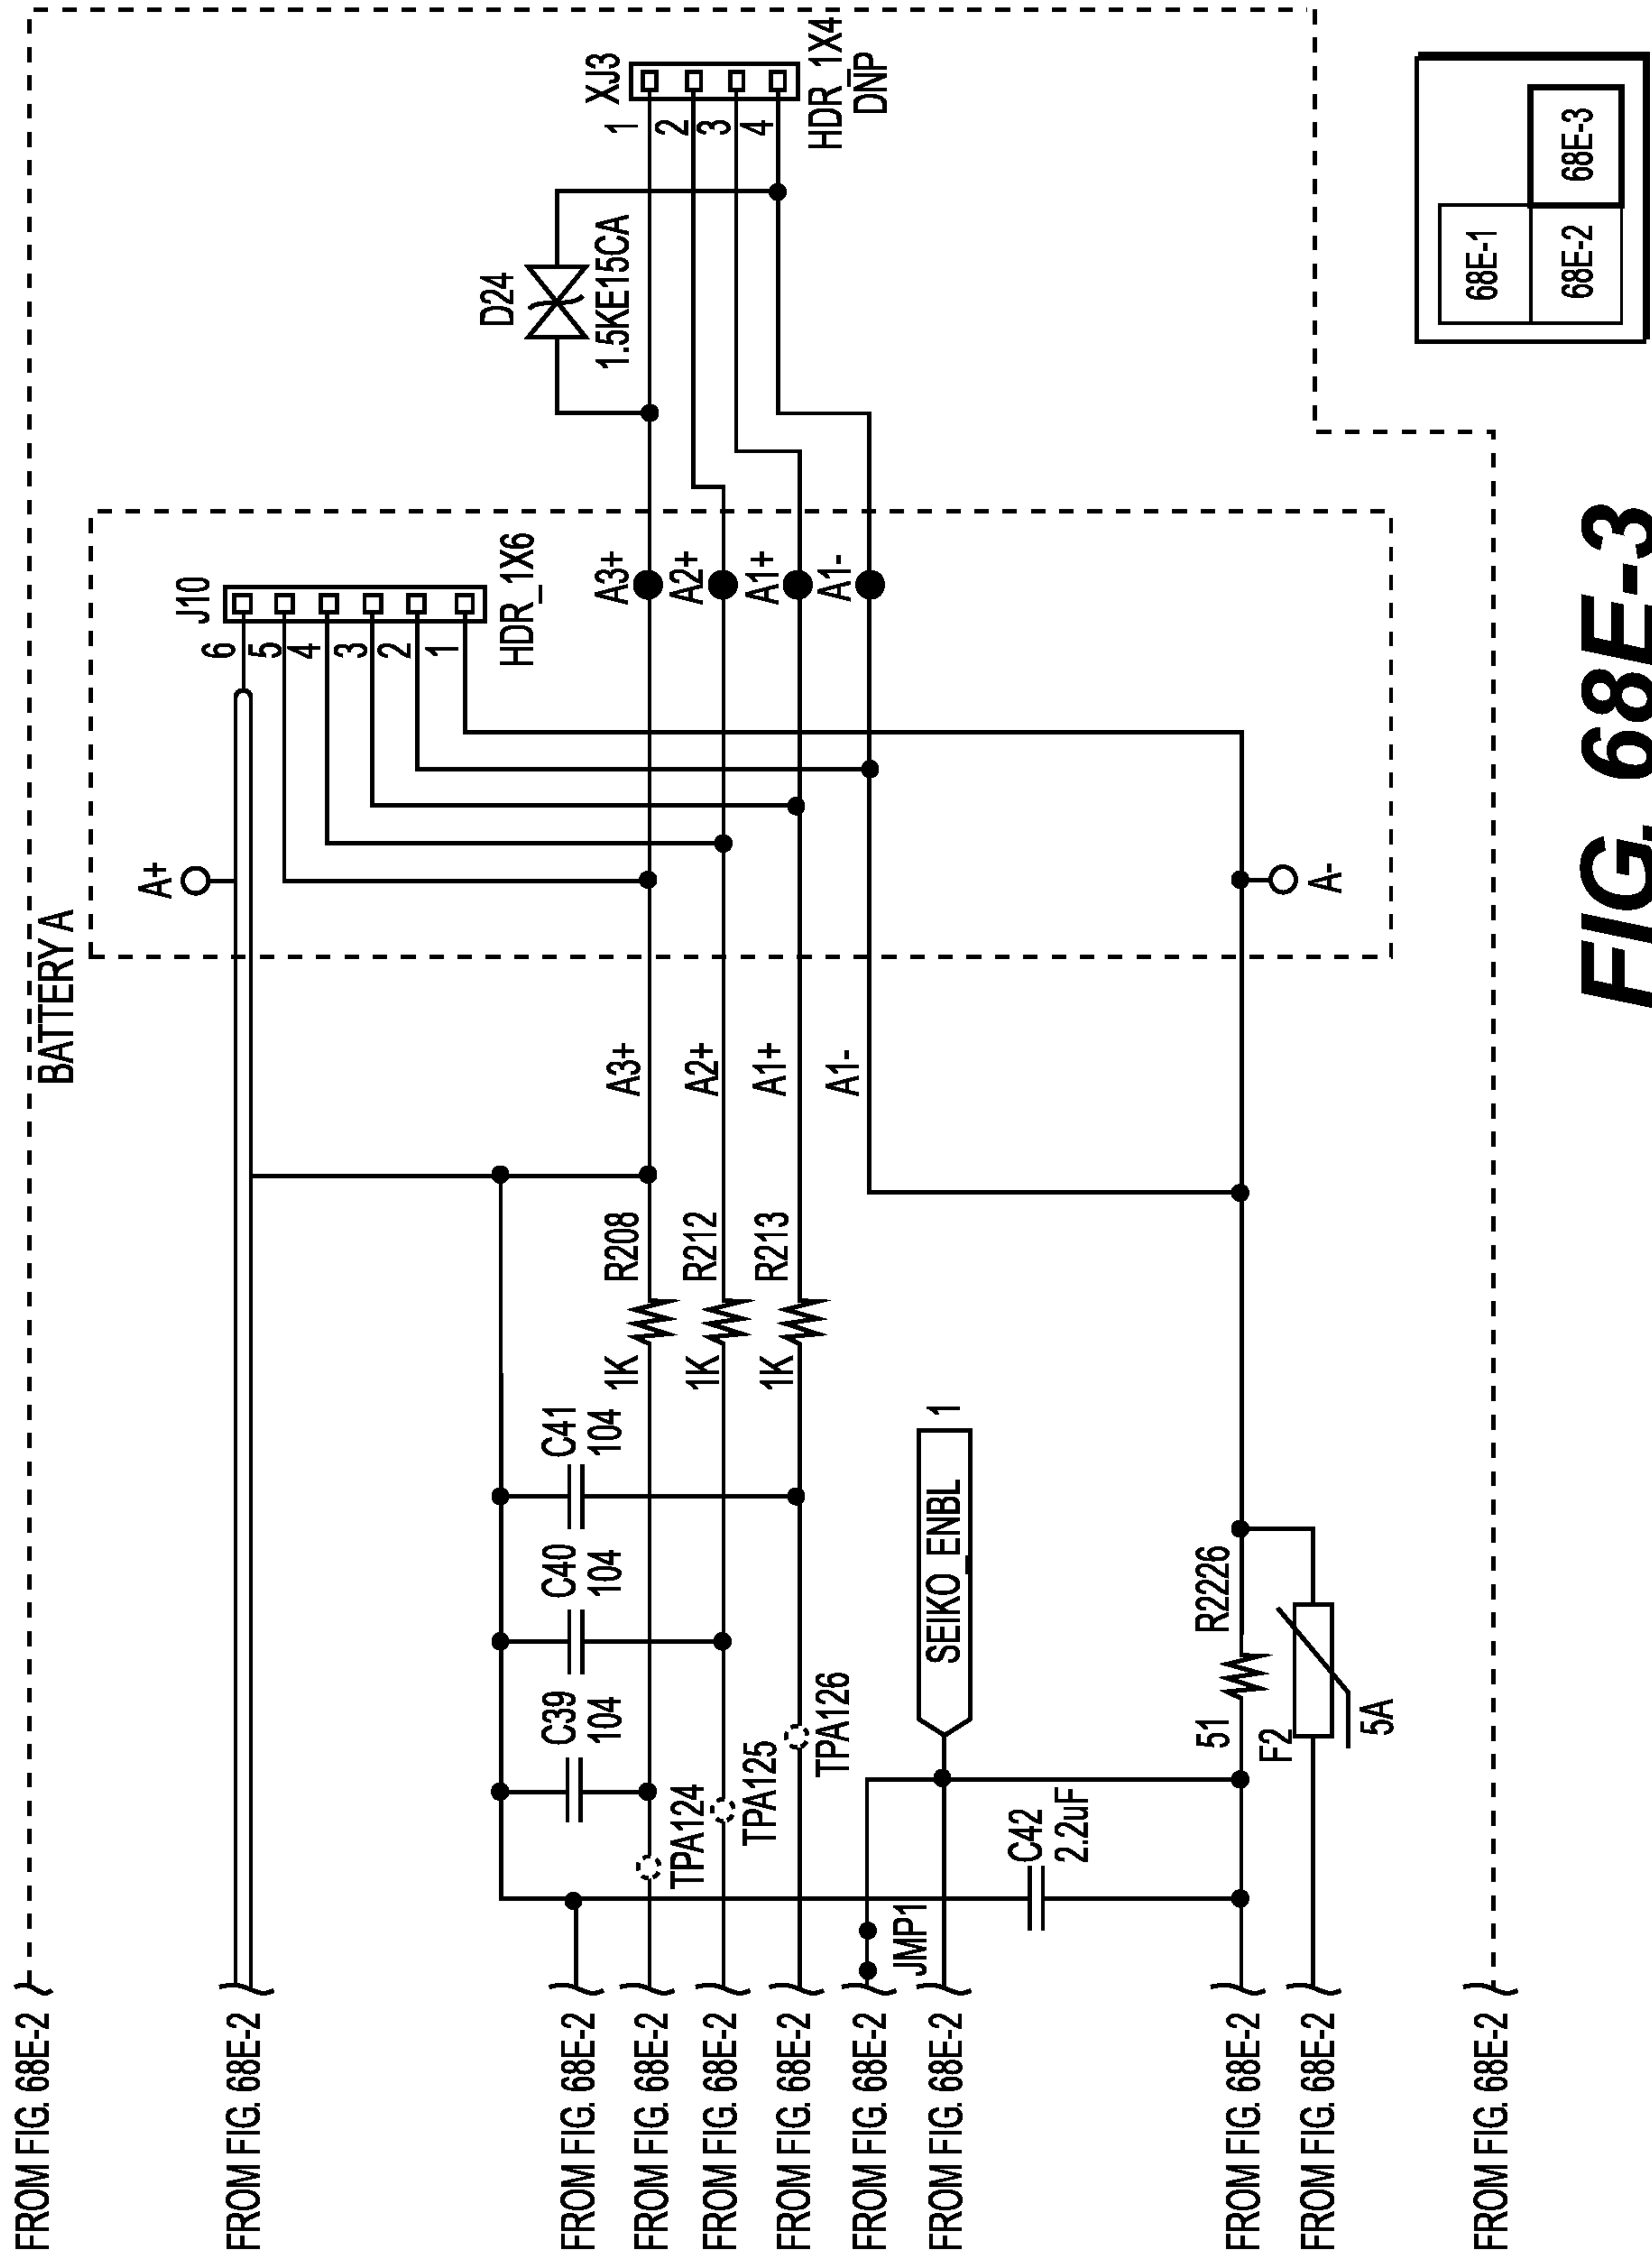 FROM FIG. 68E-2
BATTERY A
FROM FIG. 68E-2
A+
J10
6
5
4
3
2
1
HDR_1X6
D24
1.5KE15CA
XJ3
1
2
3
4
HDR_1X4
DNP
FROM FIG. 68E-2
C39
104
C40
104
C41
104
FROM FIG. 68E-2
TPA124
1K
R208
A3+
A3+
FROM FIG. 68E-2
TPA125
1K
R212
A2+
A2+
FROM FIG. 68E-2
TPA126
1K
R213
A1+
A1+
FROM FIG. 68E-2
JMP1
A1-
A1-
FROM FIG. 68E-2
SEIKO_ENBL
1
C42
2.2uF
FROM FIG. 68E-2
51
R2226
A-
FROM FIG. 68E-2
F2
5A
FROM FIG. 68E-2
68E-1
68E-2
68E-3
FIG. 68E-3